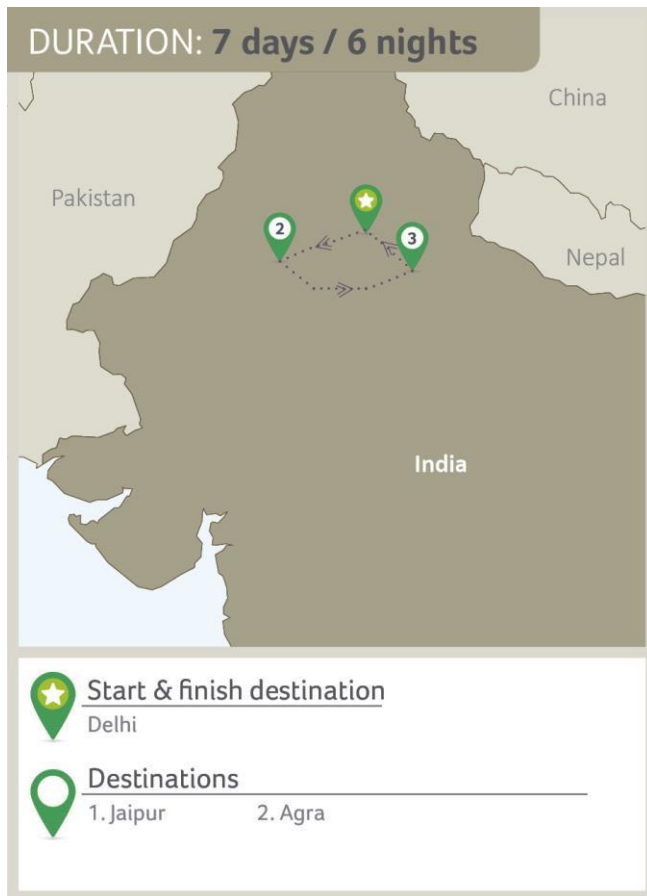 DURATION: 7 days / 6 nights
China
Pakistan
2
3
Nepal
India
Start & finish destination
Delhi
Destinations
1. Jaipur 2. Agra